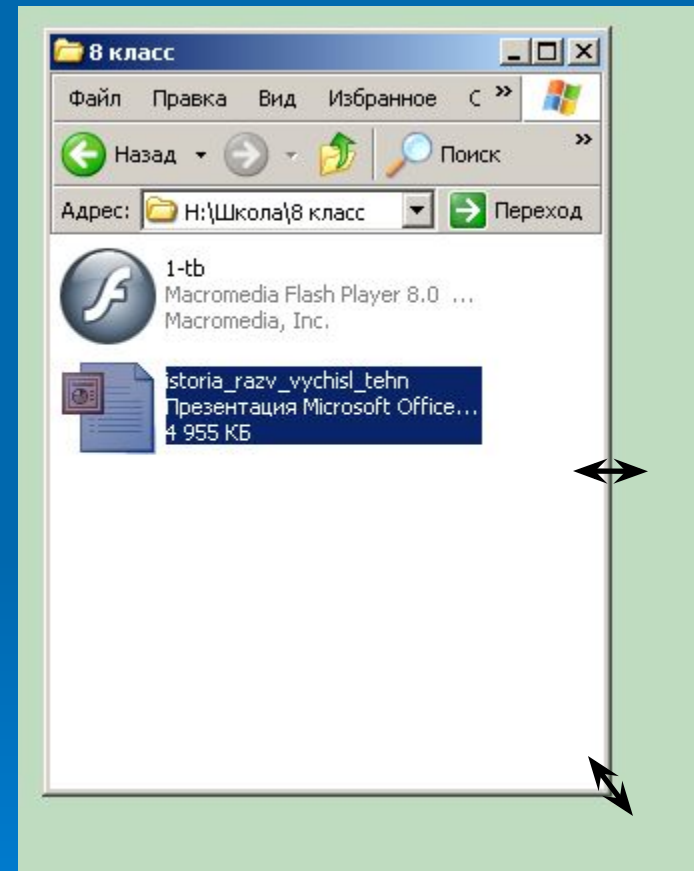 8 класс
Файл Правка Вид Избранное С »
Назад Поиск »
Адрес: H:\Школа\8 класс Переход
1-tb
Macromedia Flash Player 8.0 ...
Macromedia, Inc.
istoria_razv_vychisl_tehn
Презентация Microsoft Office...
4 955 КБ